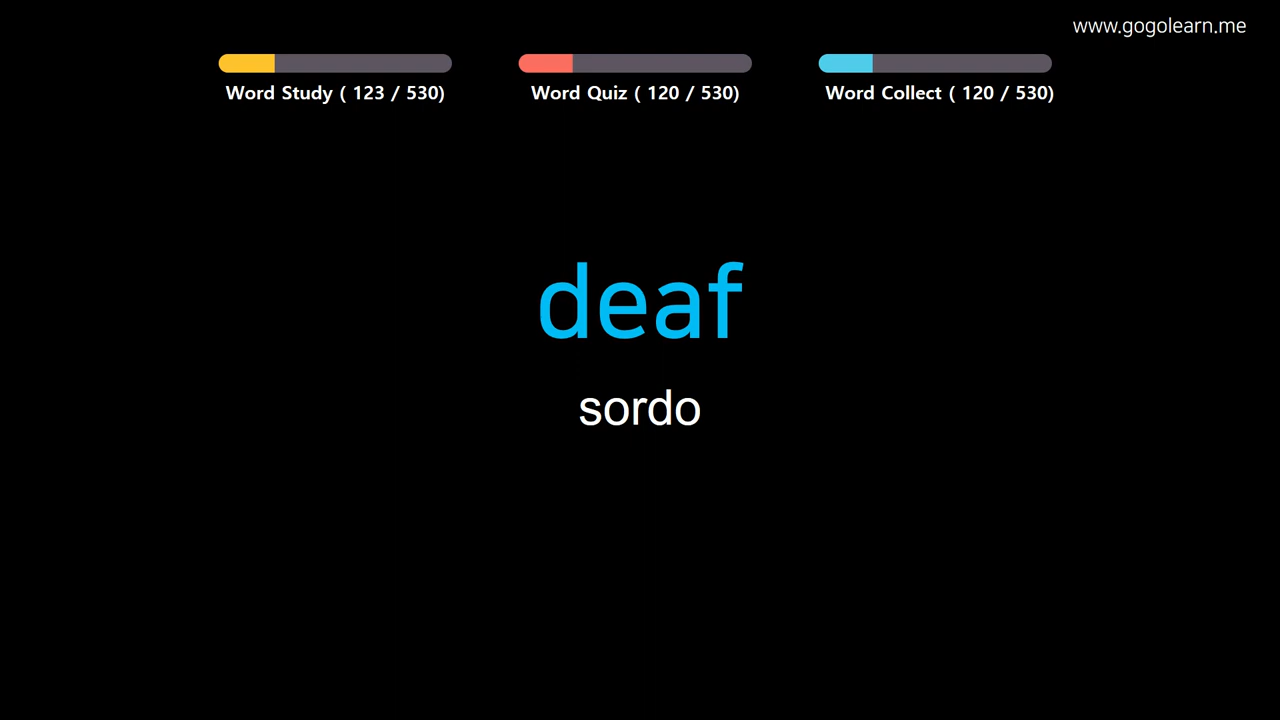 www.gogolearn.me
Word Study ( 123 / 530)
Word Quiz ( 120 / 530)
Word Collect ( 120 / 530)
deaf
sordo